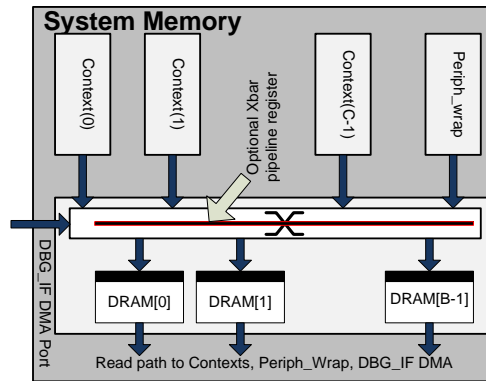 System Memory
Context(0)
Context(1)
Optional Xbar
pipeline register
Context(C-1)
Periph_wrap
DBG_IF DMA
Port
DRAM[0]
DRAM[1]
DRAM[B-1]
Read path to Contexts, Periph_Wrap, DBG_IF DMA